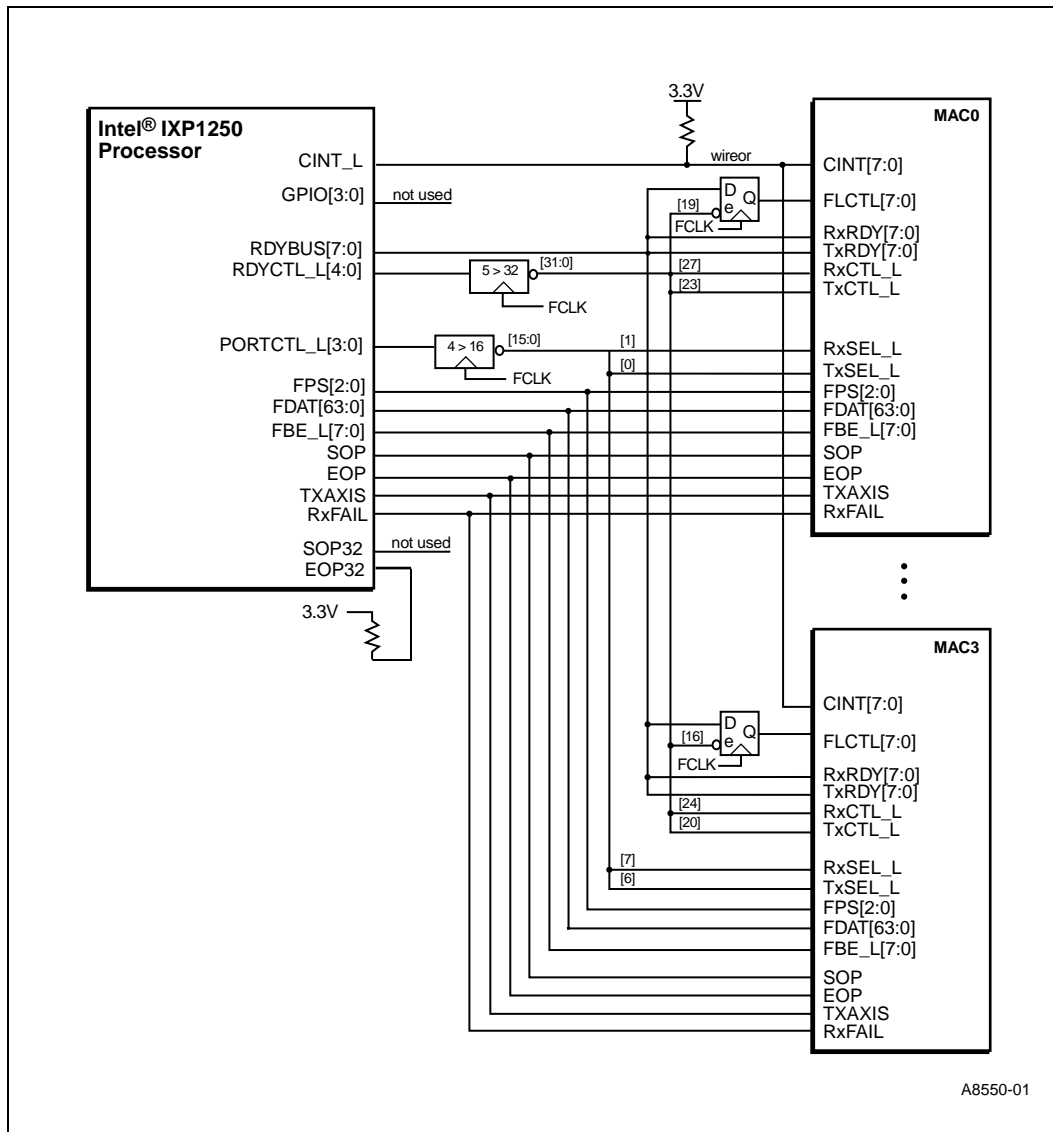 Intel® IXP1250
Processor
CINT_L
GPIO[3:0]
not used
RDYBUS[7:0]
RDYCTL_L[4:0]
5 > 32
[31:0]
FCLK
PORTCTL_L[3:0]
4 > 16
[15:0]
FCLK
FPS[2:0]
FDAT[63:0]
FBE_L[7:0]
SOP
EOP
TXAXIS
RxFAIL
SOP32
not used
EOP32
3.3V
3.3V
wireor
D
Q
e
[19]
FCLK
[27]
[23]
[1]
[0]
MAC0
CINT[7:0]
FLCTL[7:0]
RxRDY[7:0]
TxRDY[7:0]
RxCTL_L
TxCTL_L
RxSEL_L
TxSEL_L
FPS[2:0]
FDAT[63:0]
FBE_L[7:0]
SOP
EOP
TXAXIS
RxFAIL
D
Q
e
[16]
FCLK
[24]
[20]
[7]
[6]
MAC3
CINT[7:0]
FLCTL[7:0]
RxRDY[7:0]
TxRDY[7:0]
RxCTL_L
TxCTL_L
RxSEL_L
TxSEL_L
FPS[2:0]
FDAT[63:0]
FBE_L[7:0]
SOP
EOP
TXAXIS
RxFAIL
A8550-01